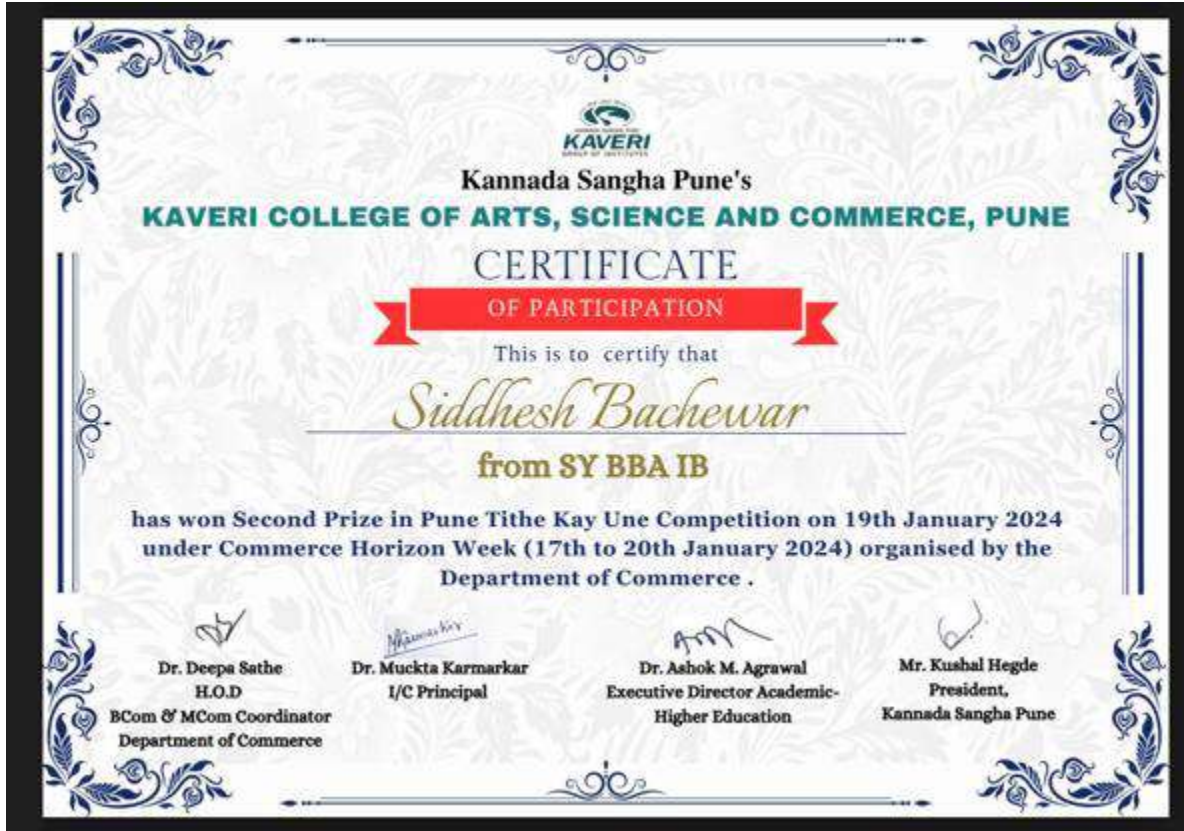 KAVERI
GROUP OF INSTITUTES
Kannada Sangha Pune's
KAVERI COLLEGE OF ARTS, SCIENCE AND COMMERCE, PUNE
CERTIFICATE
OF PARTICIPATION
This is to certify that
Siddhesh Bachewar
from SY BBA IB
has won Second Prize in Pune Tithe Kay Une Competition on 19th January 2024
under Commerce Horizon Week (17th to 20th January 2024) organised by the
Department of Commerce .
Dr. Deepa Sathe
H.O.D
BCom & MCom Coordinator
Department of Commerce
Dr. Muckta Karmarkar
I/C Principal
Dr. Ashok M. Agrawal
Executive Director Academic-
Higher Education
Mr. Kushal Hegde
President,
Kannada Sangha Pune